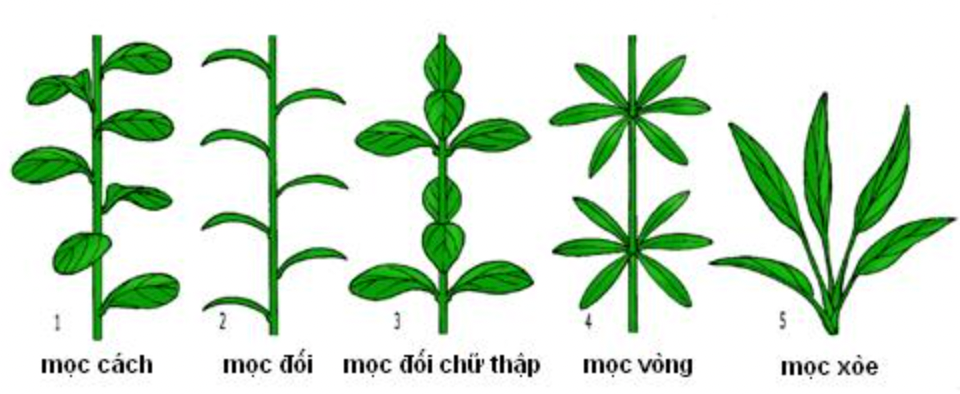 1 2 3 4 5
mọc cách mọc đối mọc đối chữ thập mọc vòng mọc xòe